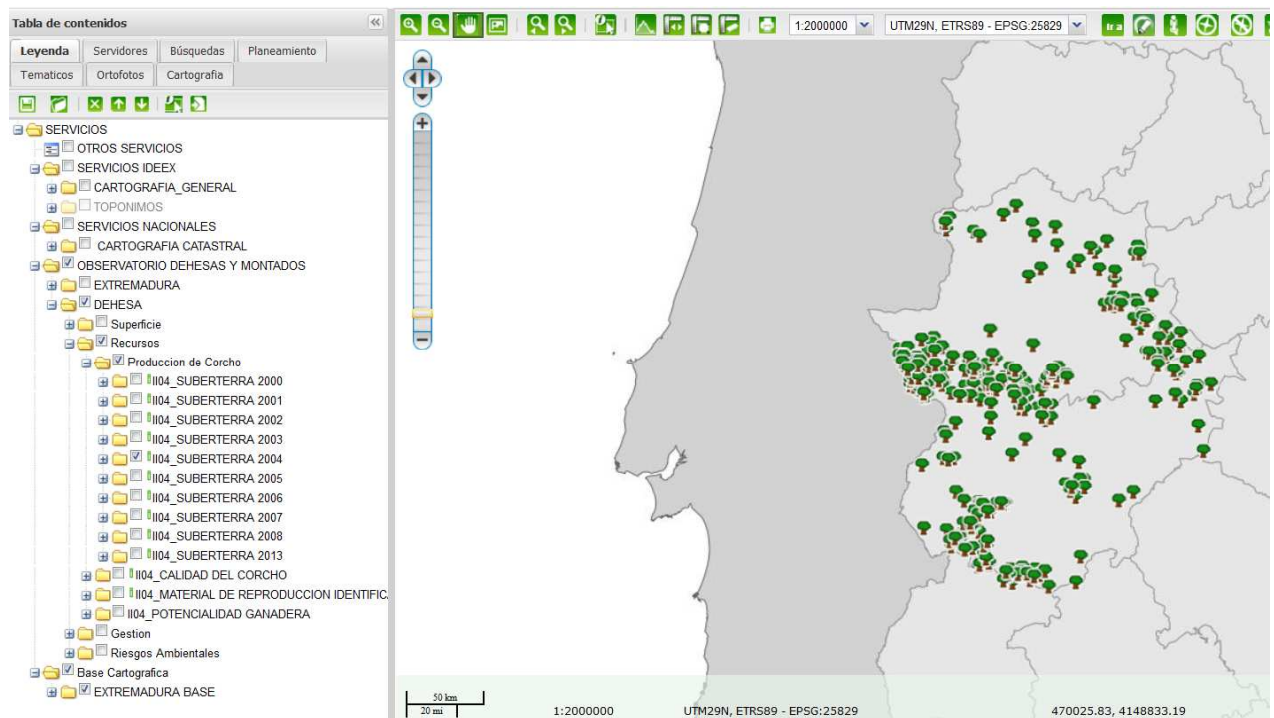 Tabla de contenidos
Leyenda Servidores Búsquedas Planeamiento
Tematicos Ortofotos Cartografia
SERVICIOS
OTROS SERVICIOS
SERVICIOS IDEEX
CARTOGRAFIA_GENERAL
TOPONIMOS
SERVICIOS NACIONALES
CARTOGRAFIA CATASTRAL
OBSERVATORIO DEHESAS Y MONTADOS
EXTREMADURA
DEHESA
Superficie
Recursos
Produccion de Corcho
II04_SUBERTERRA 2000
II04_SUBERTERRA 2001
II04_SUBERTERRA 2002
II04_SUBERTERRA 2003
II04_SUBERTERRA 2004
II04_SUBERTERRA 2005
II04_SUBERTERRA 2006
II04_SUBERTERRA 2007
II04_SUBERTERRA 2008
II04_SUBERTERRA 2013
II04_CALIDAD DEL CORCHO
II04_MATERIAL DE REPRODUCCION IDENTIFIC
II04_POTENCIALIDAD GANADERA
Gestion
Riesgos Ambientales
Base Cartografica
EXTREMADURA BASE
1:2000000 UTM29N, ETRS89 - EPSG:25829 Ir a
50 km
20 mi 1:2000000 UTM29N, ETRS89 - EPSG:25829 470025.83, 4148833.19